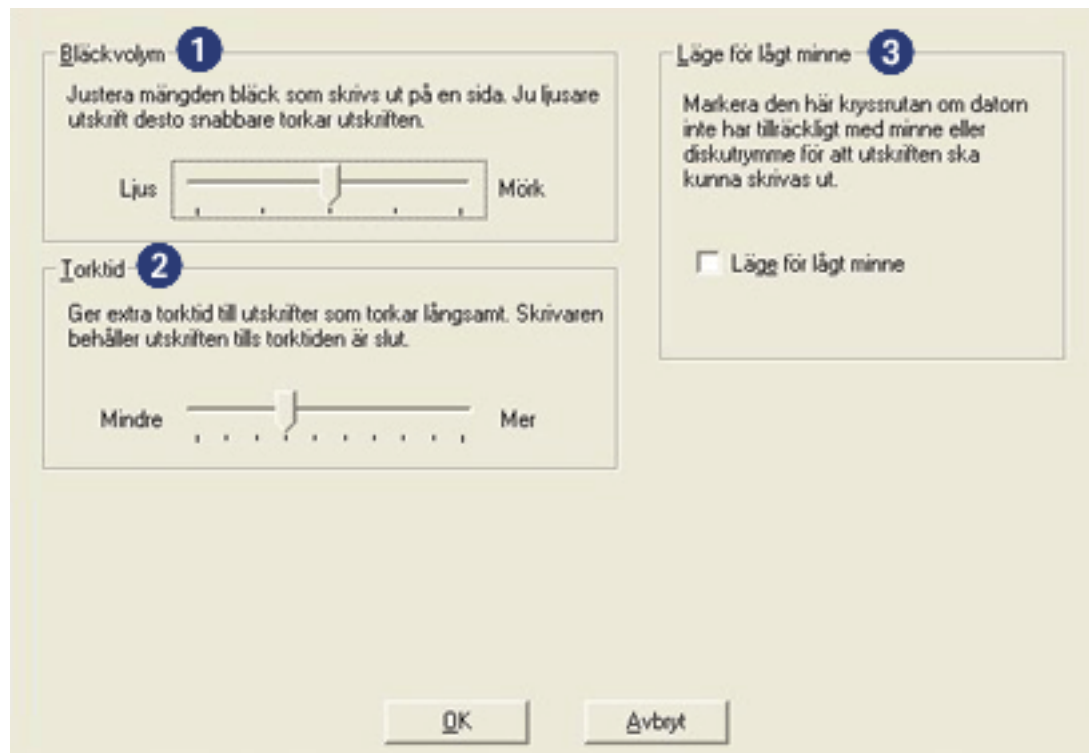 Bläckvolym 1
Justera mängden bläck som skrivs ut på en sida. Ju ljusare
utskrift desto snabbare torkar utskriften.
Ljus Mörk
Torktid 2
Ger extra torktid till utskrifter som torkar långsamt. Skrivaren
behåller utskriften tills torktiden är slut.
Mindre Mer
Läge för lågt minne 3
Markera den här kryssrutan om datorn
inte har tillräckligt med minne eller
diskutrymme för att utskriften ska
kunna skrivas ut.
Läge för lågt minne
OK Avbryt